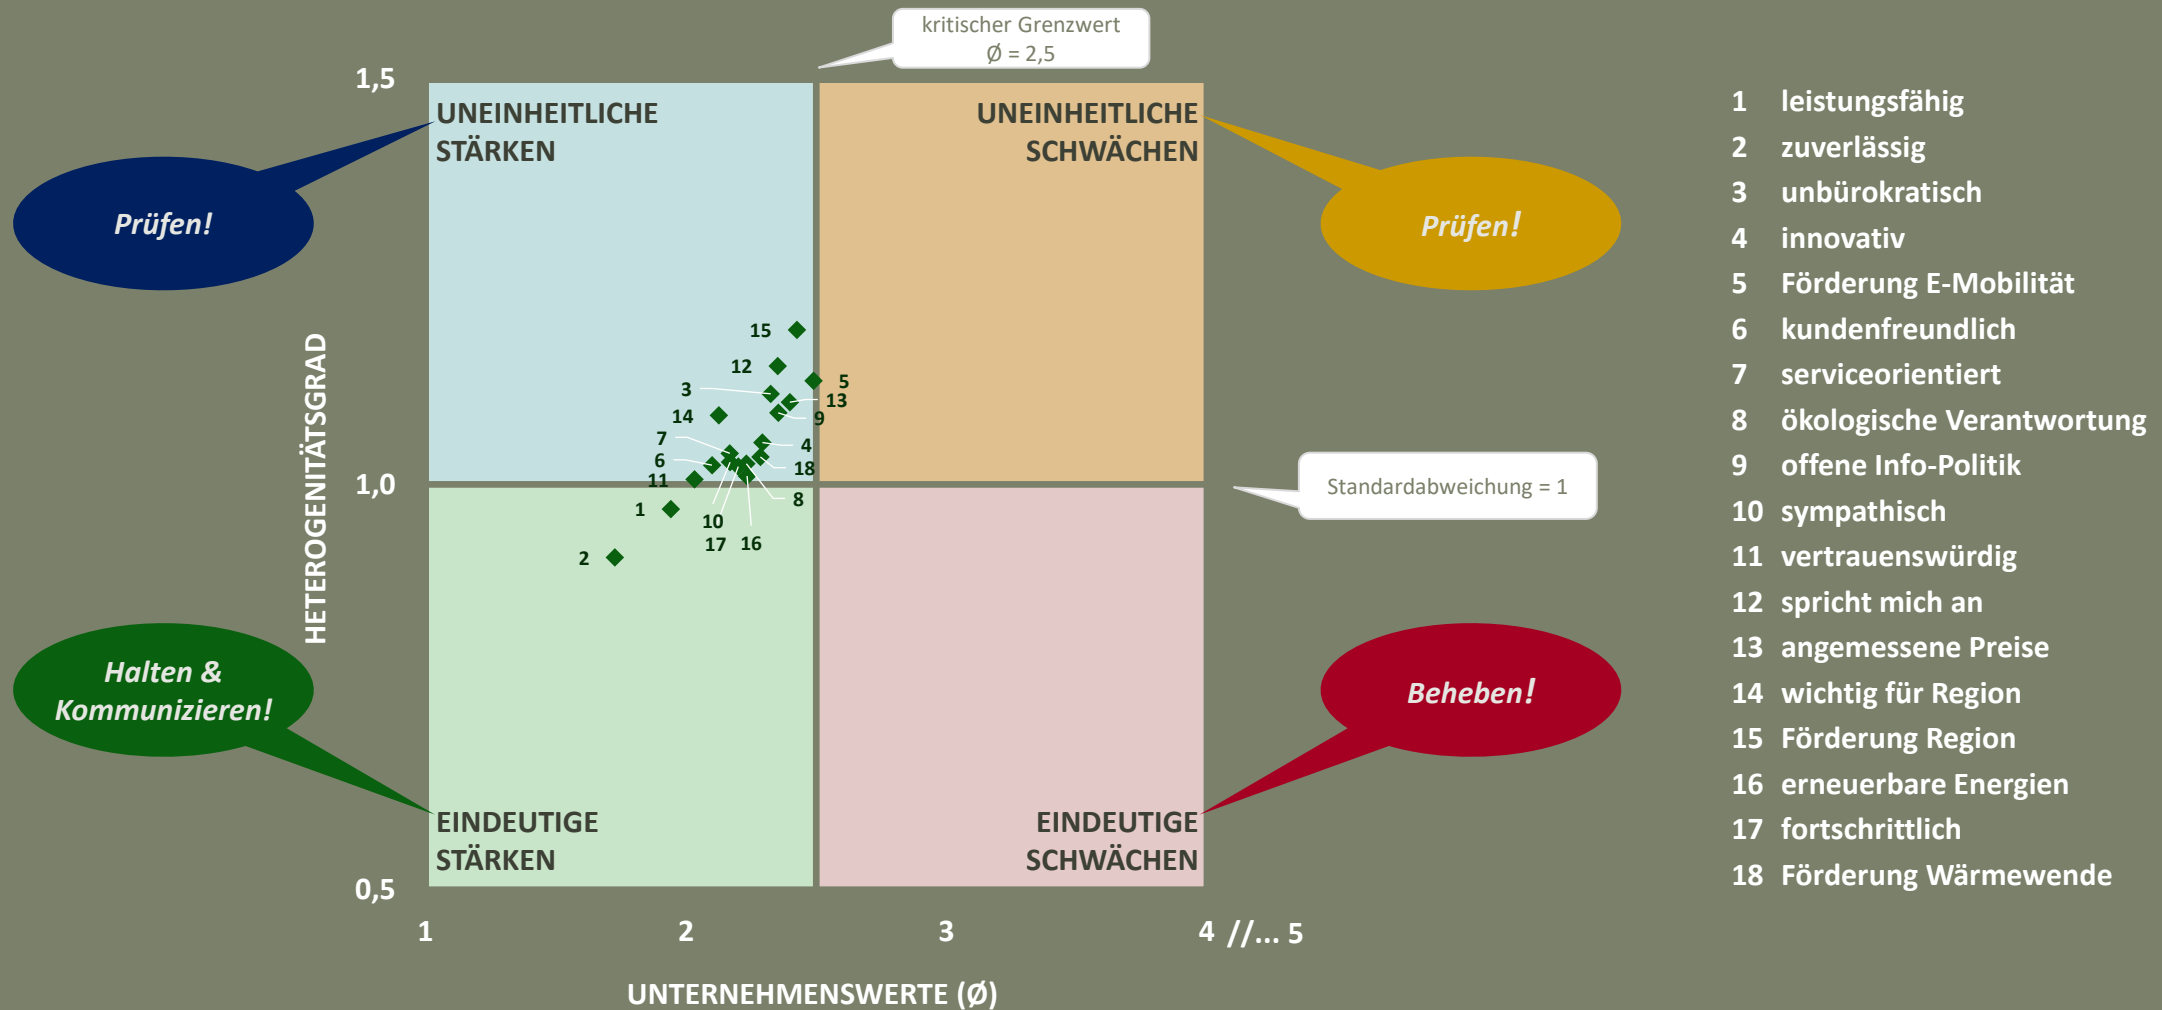 kritischer Grenzwert
Ø = 2,5
1,5
UNEINHEITLICHE
STÄRKEN
UNEINHEITLICHE
SCHWÄCHEN
Prüfen!
Prüfen!
HETEROGENITÄTSGRAD
15
12
5
3
13
14
9
7
4
6
18
11
1,0
8
1
10
17
16
2
Standardabweichung = 1
Halten &
Kommunizieren!
Beheben!
EINDEUTIGE
STÄRKEN
EINDEUTIGE
SCHWÄCHEN
0,5
1
2
3
4 //... 5
UNTERNEHMENSWERTE (Ø)
1 leistungsfähig
2 zuverlässig
3 unbürokratisch
4 innovativ
5 Förderung E-Mobilität
6 kundenfreundlich
7 serviceorientiert
8 ökologische Verantwortung
9 offene Info-Politik
10 sympathisch
11 vertrauenswürdig
12 spricht mich an
13 angemessene Preise
14 wichtig für Region
15 Förderung Region
16 erneuerbare Energien
17 fortschrittlich
18 Förderung Wärmewende